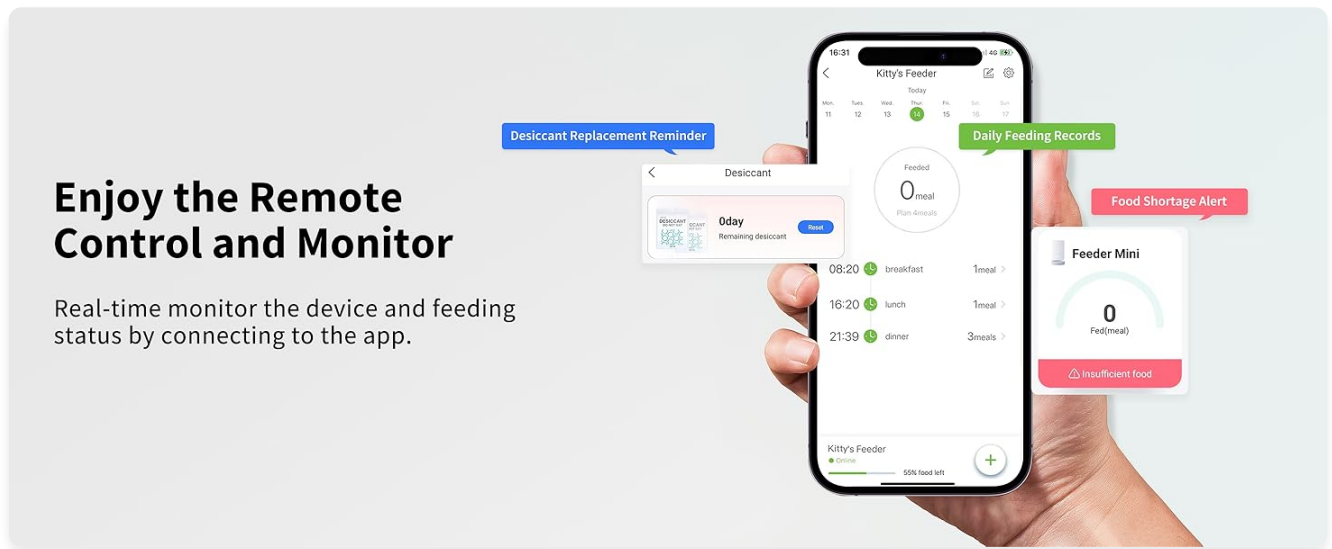 Enjoy the Remote
Control and Monitor
Real-time monitor the device and feeding
status by connecting to the app.
Desiccant Replacement Reminder
Desiccant
DESICCANT
0day
Remaining desiccant
Reset
16:31
4G
Kitty's Feeder
Today
Mon. Tues. Wed. Thur. Fri. Sat. Sun
11 12 13 14 15 16 17
Daily Feeding Records
Feeded
0meal
Plan 4meals
08:20 breakfast 1meal
16:20 lunch 1meal
21:39 dinner 3meals
Kitty's Feeder
Online
55% food left
Food Shortage Alert
Feeder Mini
0
Fed(meal)
Insufficient food